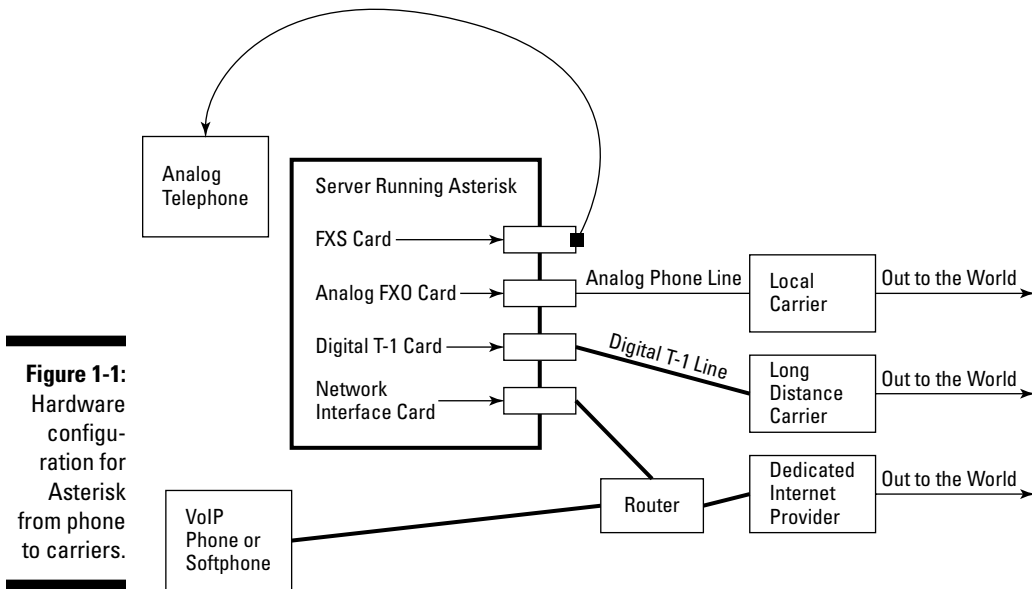 Analog
Telephone
Server Running Asterisk
FXS Card
Analog FXO Card
Digital T-1 Card
Network
Interface Card
Analog Phone Line
Local
Carrier
Out to the World
Digital T-1 Line
Long
Distance
Carrier
Out to the World
Router
Dedicated
Internet
Provider
Out to the World
VoIP
Phone or
Softphone
Figure 1-1:
Hardware
configu-
ration for
Asterisk
from phone
to carriers.